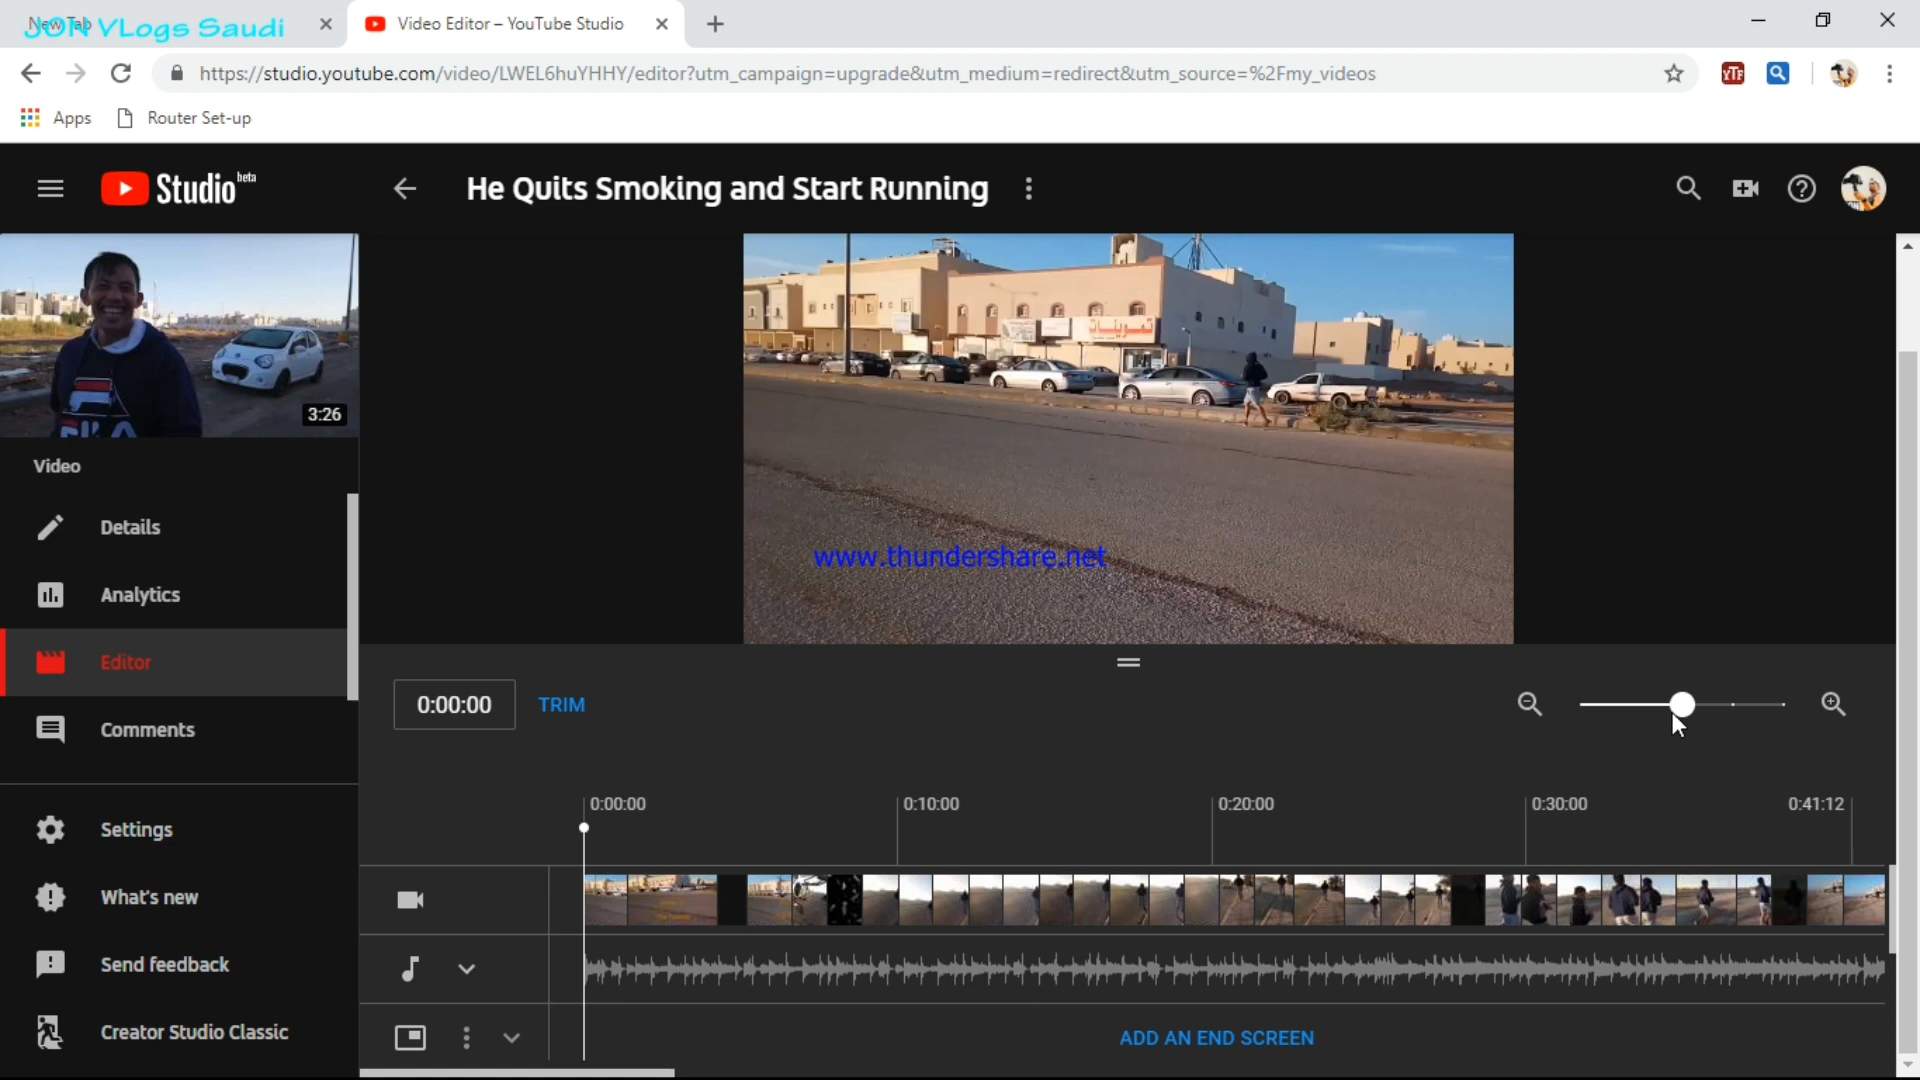 New Tab
JON VLogs Saudi
Video Editor – YouTube Studio
https://studio.youtube.com/video/LWEL6huYHHY/editor?utm_campaign=upgrade&utm_medium=redirect&utm_source=%2Fmy_videos
YTF
Apps
Router Set-up
Studio beta
He Quits Smoking and Start Running
FILA
3:26
تموينات
www.thundershare.net
Video
Details
Analytics
Editor
Comments
Settings
What's new
Send feedback
Creator Studio Classic
0:00:00
TRIM
0:00:00
0:10:00
0:20:00
0:30:00
0:41:12
ADD AN END SCREEN